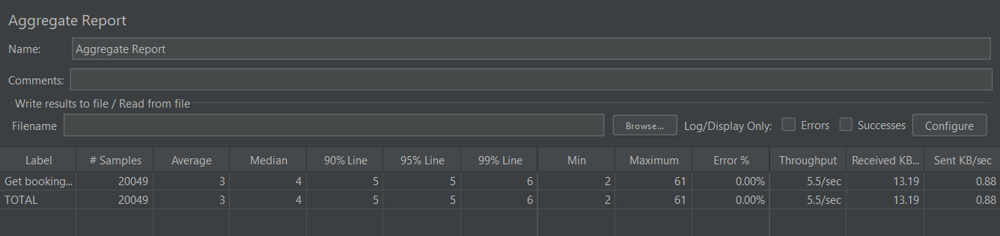 Aggregate Report
Name: Aggregate Report
Comments:
Write results to file / Read from file
Filename Browse... Log/Display Only: Errors Successes Configure
Label # Samples Average Median 90% Line 95% Line 99% Line Min Maximum Error % Throughput Received KB... Sent KB/sec
Get booking... 20049 3 4 5 5 6 2 61 0.00% 5.5/sec 13.19 0.88
TOTAL 20049 3 4 5 5 6 2 61 0.00% 5.5/sec 13.19 0.88